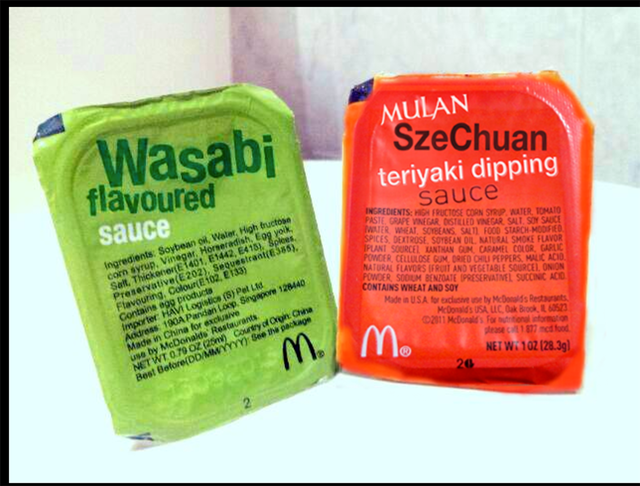 Wasabi
flavoured
sauce
Ingredients: Soybean oil, Water, High fructose
corn syrup, Vinegar, Horseradish, Egg yolk,
Salt, Thickener(E1401, E1442, E415), Spices,
Preservative(E202), Sequestrant(E385),
Flavouring, Colour(E102, E133)
Contains egg products
Importer: HAVI Logistics (S) Pet Ltd.
Address: 190A Pandan Loop, Singapore 128440
Made in China for exclusive
use by McDonald's Restaurants.
NET WT 0.79 OZ (25ml) Country of Origin: China
Best Before(DD/MM/YYYY): See the package
M®
2
MULAN
SzeChuan
teriyaki dipping
sauce
INGREDIENTS: HIGH FRUCTOSE CORN SYRUP, WATER, TOMATO
PASTE, GRAPE VINEGAR, DISTILLED VINEGAR, SALT, SOY SAUCE
(WATER, WHEAT, SOYBEANS, SALT), FOOD STARCH-MODIFIED,
SPICES, DEXTROSE, SOYBEAN OIL, NATURAL SMOKE FLAVOR
(PLANT SOURCE), XANTHAN GUM, CARAMEL COLOR, GARLIC
POWDER, CELLULOSE GUM, DRIED CHILI PEPPERS, MALIC ACID,
NATURAL FLAVORS (FRUIT AND VEGETABLE SOURCE), ONION
POWDER, SODIUM BENZOATE (PRESERVATIVE), SUCCINIC ACID.
CONTAINS WHEAT AND SOY
Made in U.S.A. for exclusive use by McDonald's Restaurants.
McDonald's USA, LLC, Oak Brook, IL 60523
©2011 McDonald's For nutritional information
please call 1 877 mcd food.
NET WT 1 OZ (28.3g)
M®